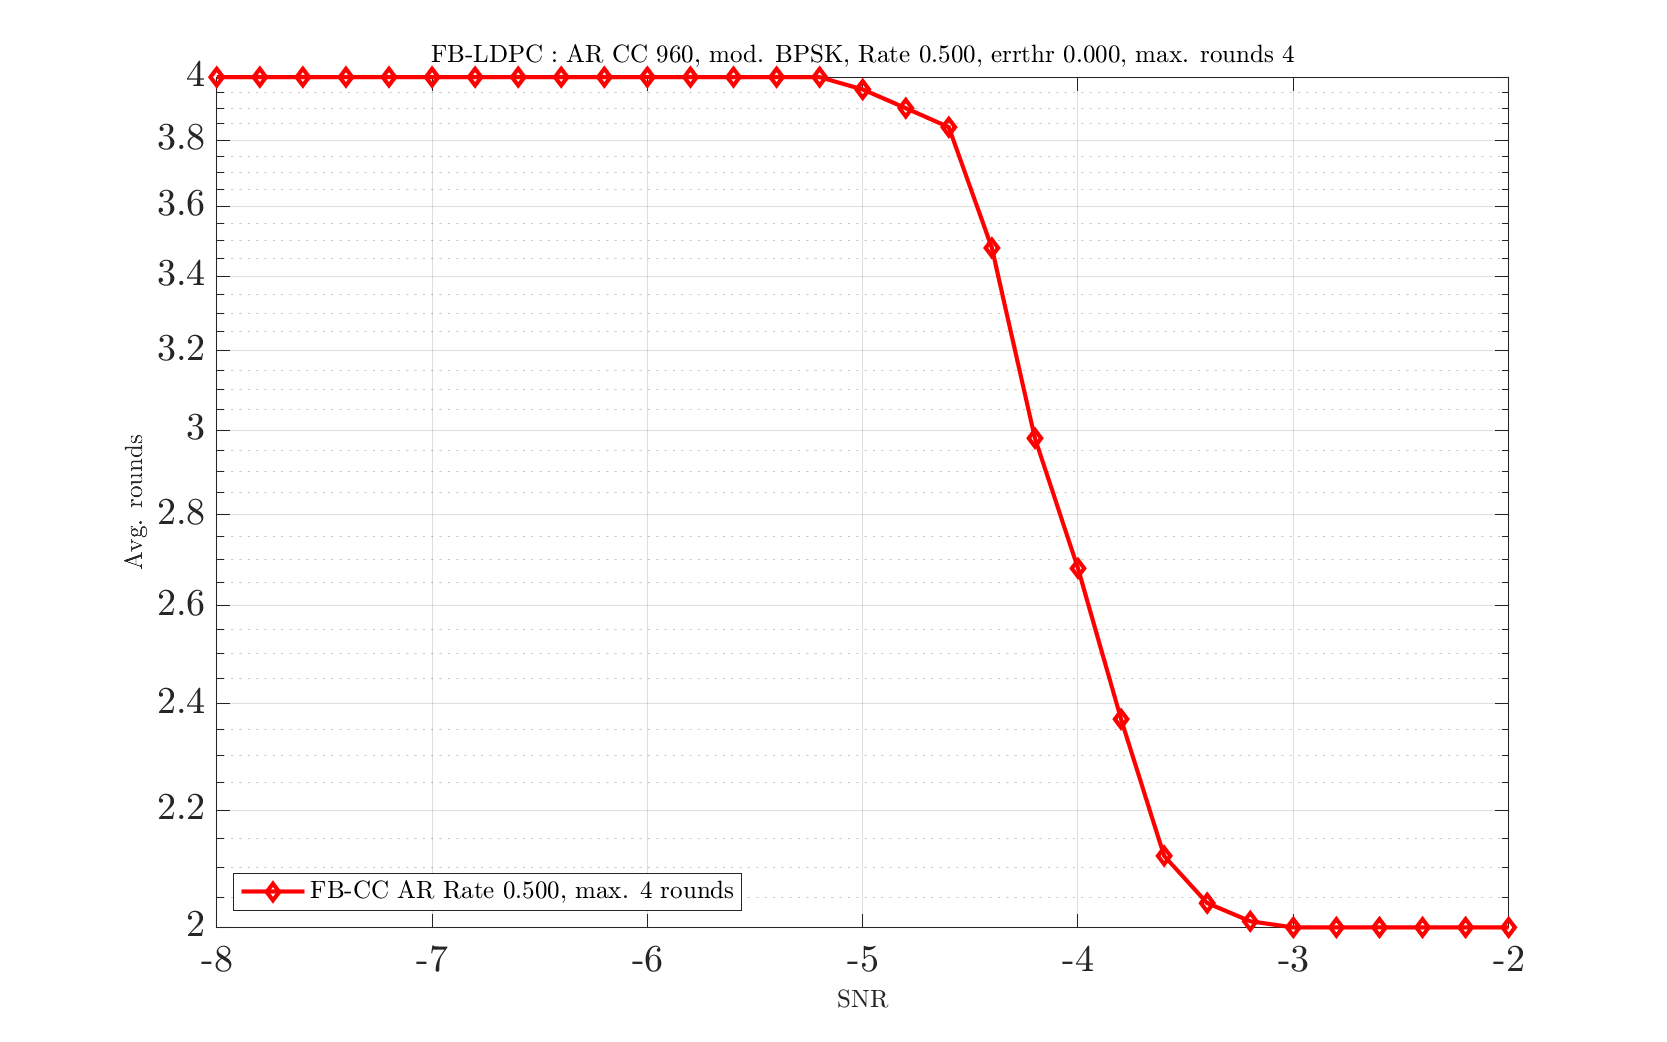 FB-LDPC : AR CC 960, mod. BPSK, Rate 0.500, errthr 0.000, max. rounds 4
4
3.8
3.6
3.4
3.2
3
2.8
2.6
2.4
2.2
2
Avg. rounds
FB-CC AR Rate 0.500, max. 4 rounds
-8 -7 -6 -5 -4 -3 -2
SNR